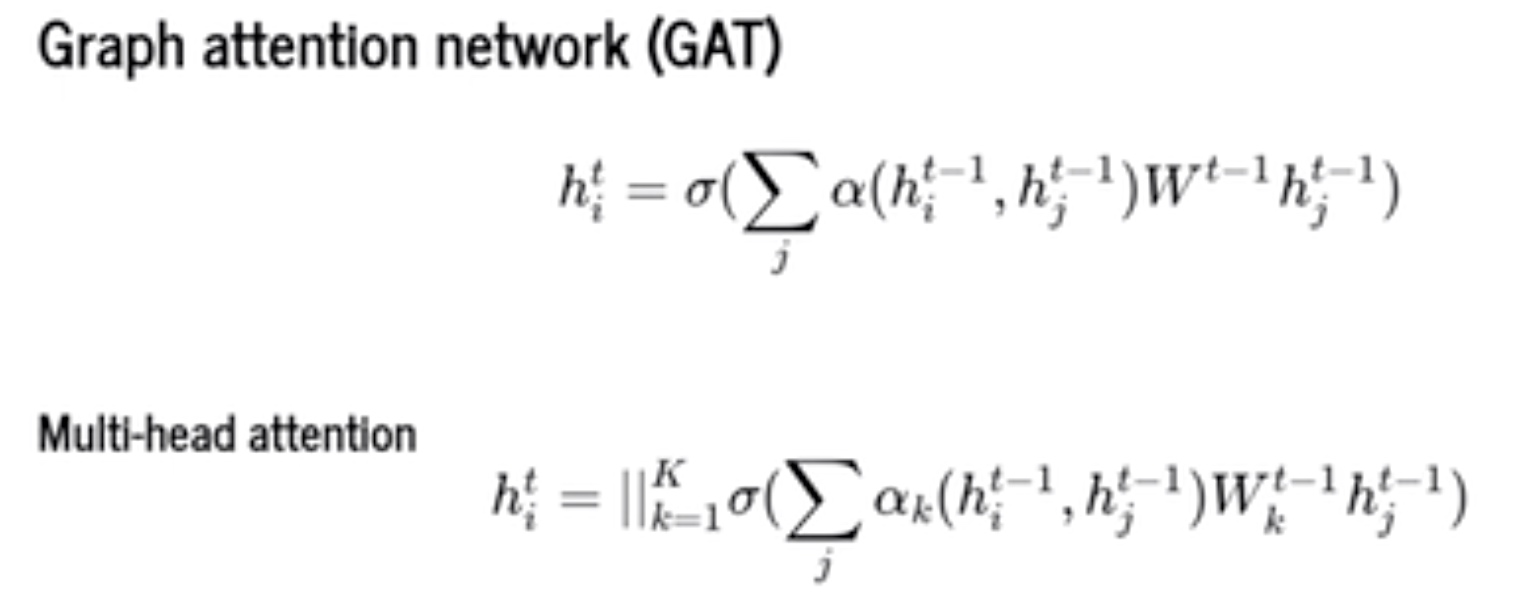 Graph attention network (GAT)
$h_i^t = \sigma(\sum_j \alpha(h_i^{t-1}, h_j^{t-1})W^{t-1}h_j^{t-1})$
Multi-head attention
$h_i^t = ||_{k=1}^{K}\sigma(\sum_j \alpha_k(h_i^{t-1}, h_j^{t-1})W_k^{t-1}h_j^{t-1})$